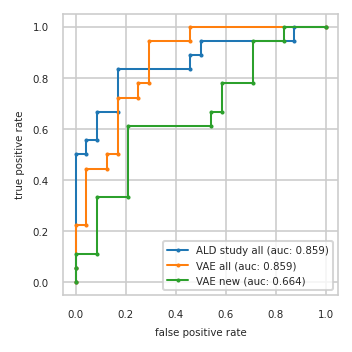 1.0
0.8
0.6
0.4
0.2
0.0
true positive rate
ALD study all (auc: 0.859)
VAE all (auc: 0.859)
VAE new (auc: 0.664)
0.0 0.2 0.4 0.6 0.8 1.0
false positive rate